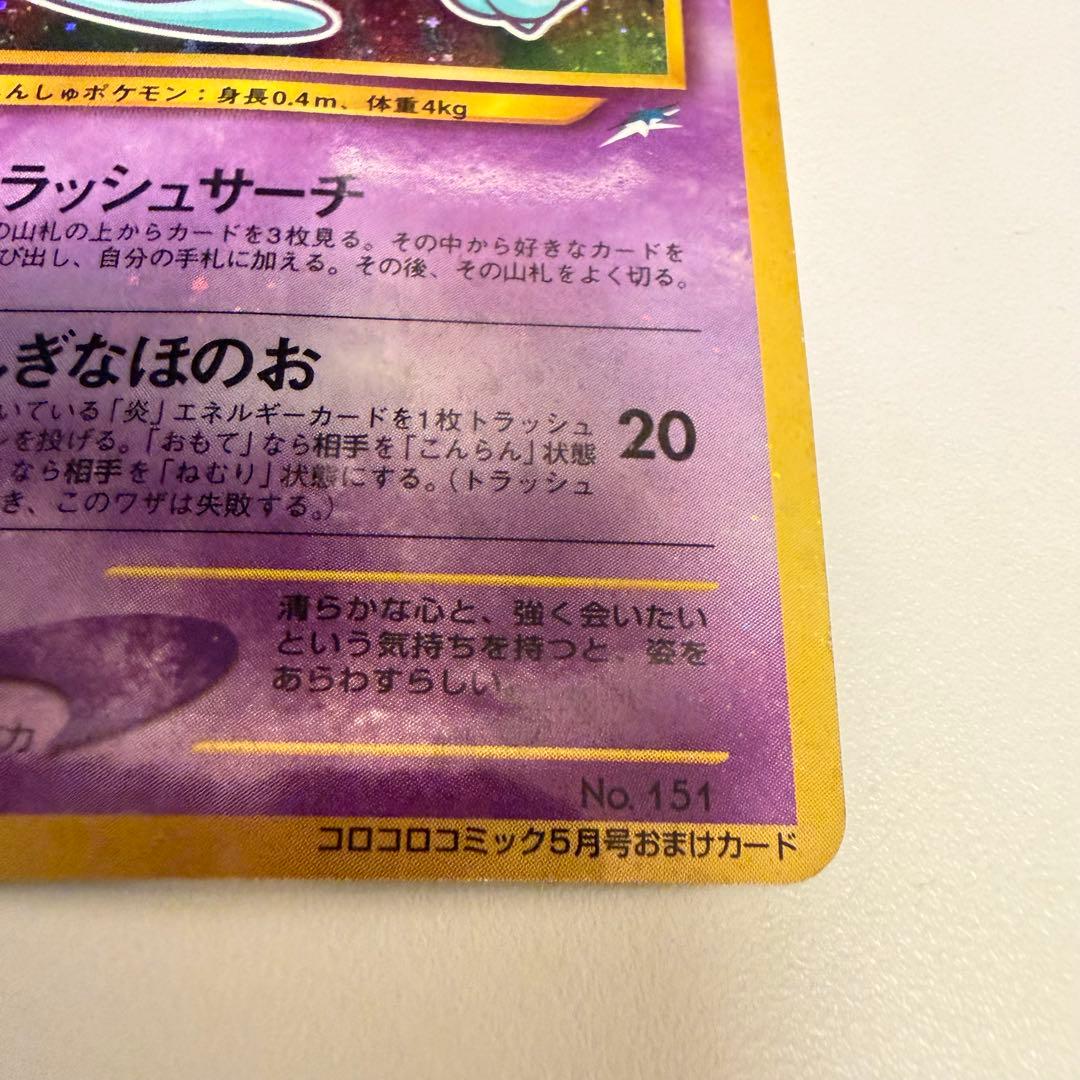 んしゅポケモン：身長0.4m、体重4kg
ラッシュサーチ
の山札の上からカードを3枚見る。その中から好きなカードを
び出し、自分の手札に加える。その後、その山札をよく切る。
ぎなほのお
いている「炎」エネルギーカードを1枚トラッシュ
ンを投げる。「おもて」なら相手を「こんらん」状態
なら相手を「ねむり」状態にする。（トラッシュ
き、このワザは失敗する。）
20
清らかな心と、強く会いたい
という気持ちを持つと、姿を
あらわすらしい。
力
No. 151
コロコロコミック5月号おまけカード